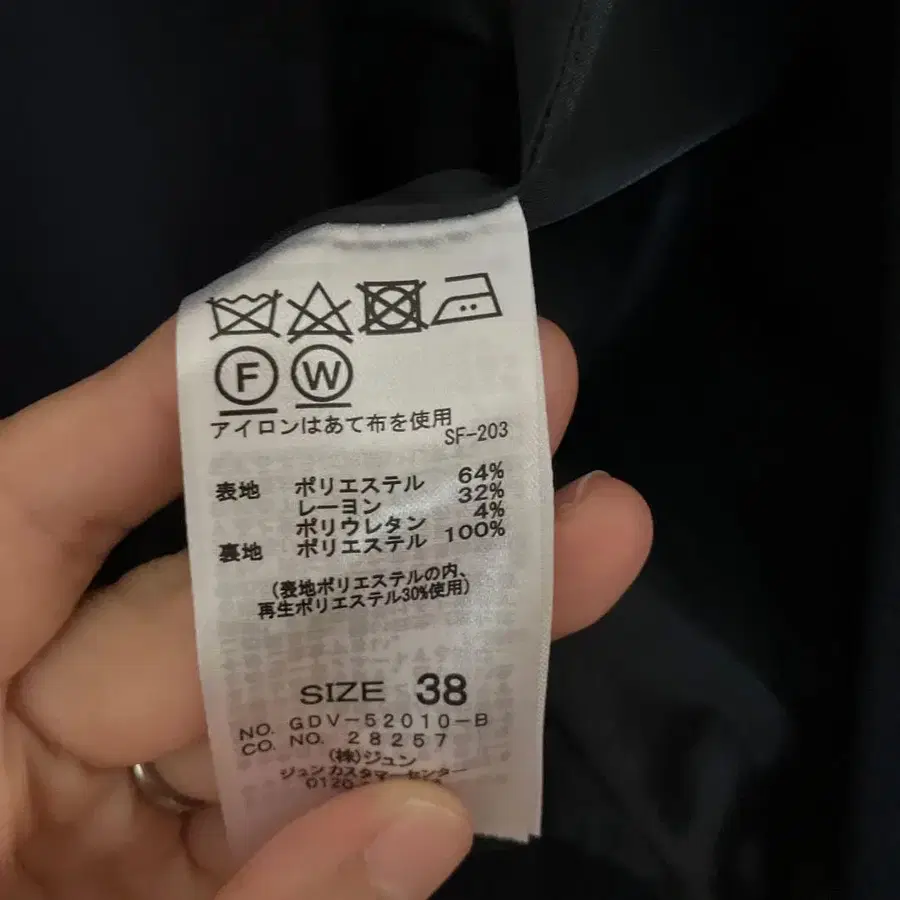 F W
アイロンはあて布を使用
SF-203
表地 ポリエステル 64%
レーヨン 32%
ポリウレタン 4%
裏地 ポリエステル 100%
(表地ポリエステルの内、
再生ポリエステル30%使用)
SIZE 38
NO. GDV-52010-B
CO. NO. 28257
(株)ジュン
ジュンカスタマーセンター
0120